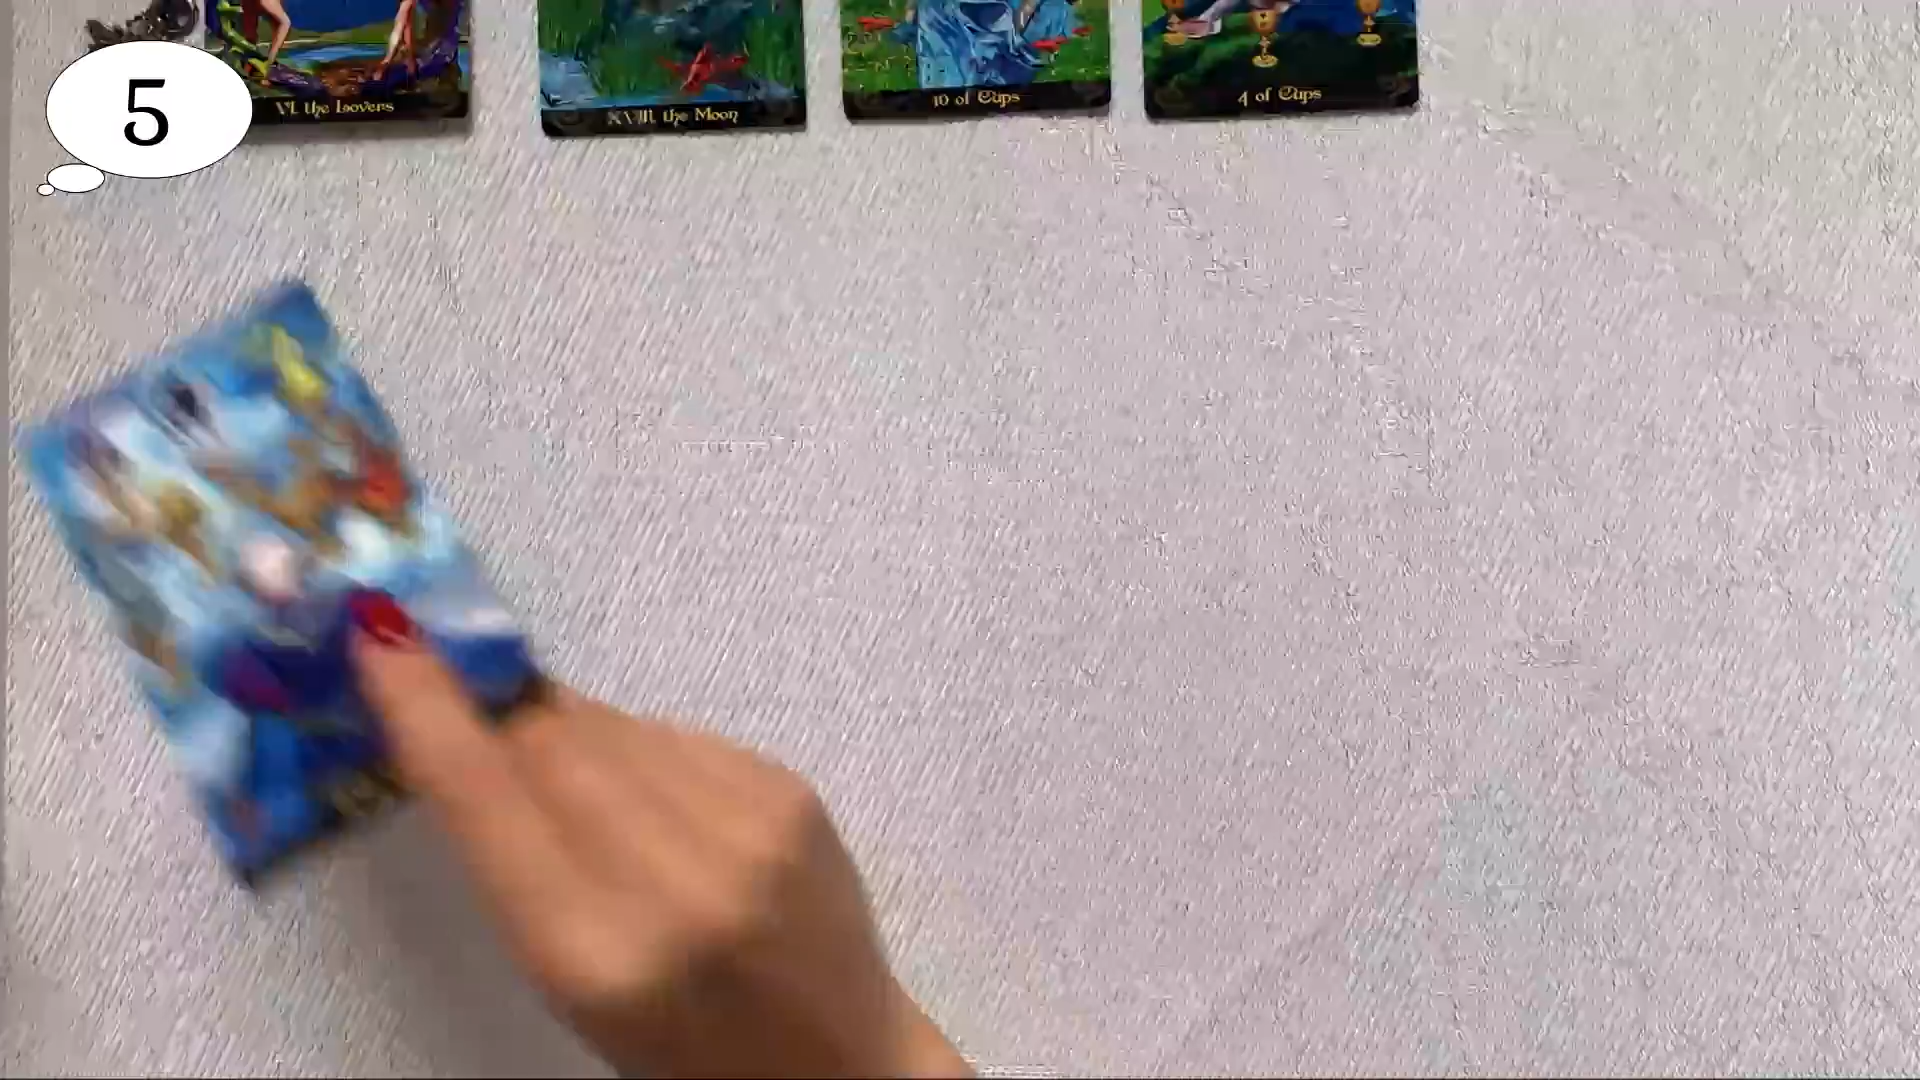 5
VI the Lovers
XVIII the Moon
10 of Cups
4 of Cups